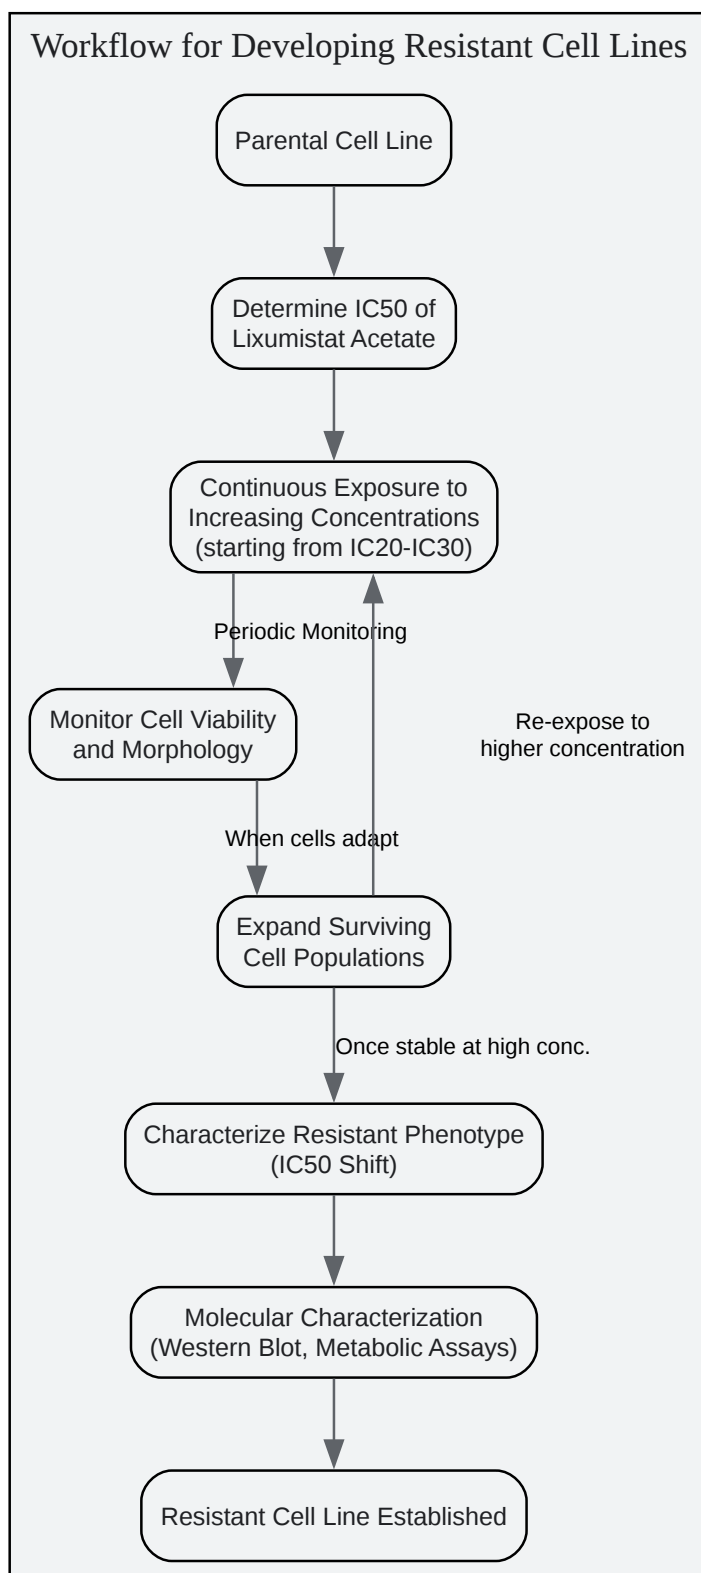 Workflow for Developing Resistant Cell Lines
Parental Cell Line
Determine IC50 of
Lixumistat Acetate
Continuous Exposure to
Increasing Concentrations
(starting from IC20-IC30)
Periodic Monitoring
Monitor Cell Viability
and Morphology
Re-expose to
higher concentration
When cells adapt
Expand Surviving
Cell Populations
Once stable at high conc.
Characterize Resistant Phenotype
(IC50 Shift)
Molecular Characterization
(Western Blot, Metabolic Assays)
Resistant Cell Line Established